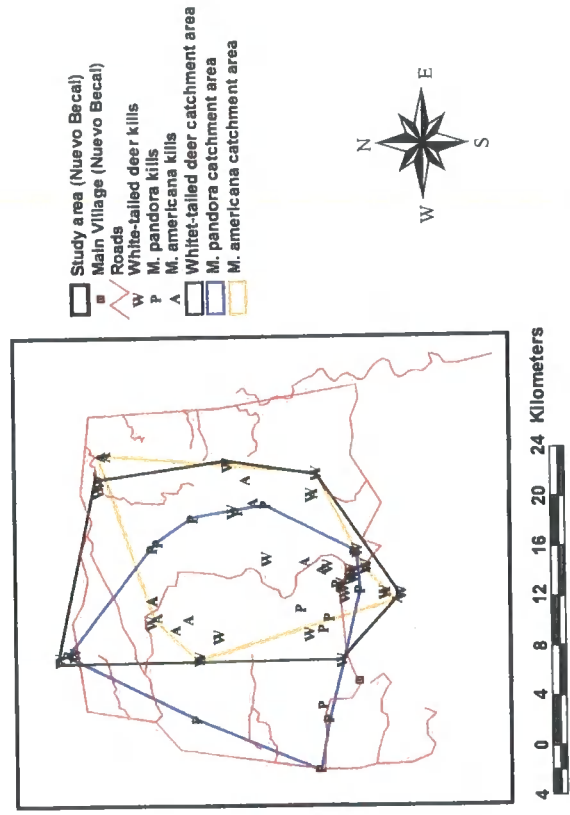 Study area (Nuevo Becal)
Main Village (Nuevo Becal)
Roads
W White-tailed deer kills
P M. pandora kills
A M. americana kills
Whitet-tailed deer catchment area
M. pandora catchment area
M. americana catchment area
N
W E
S
4 0 4 8 12 16 20 24 Kilometers